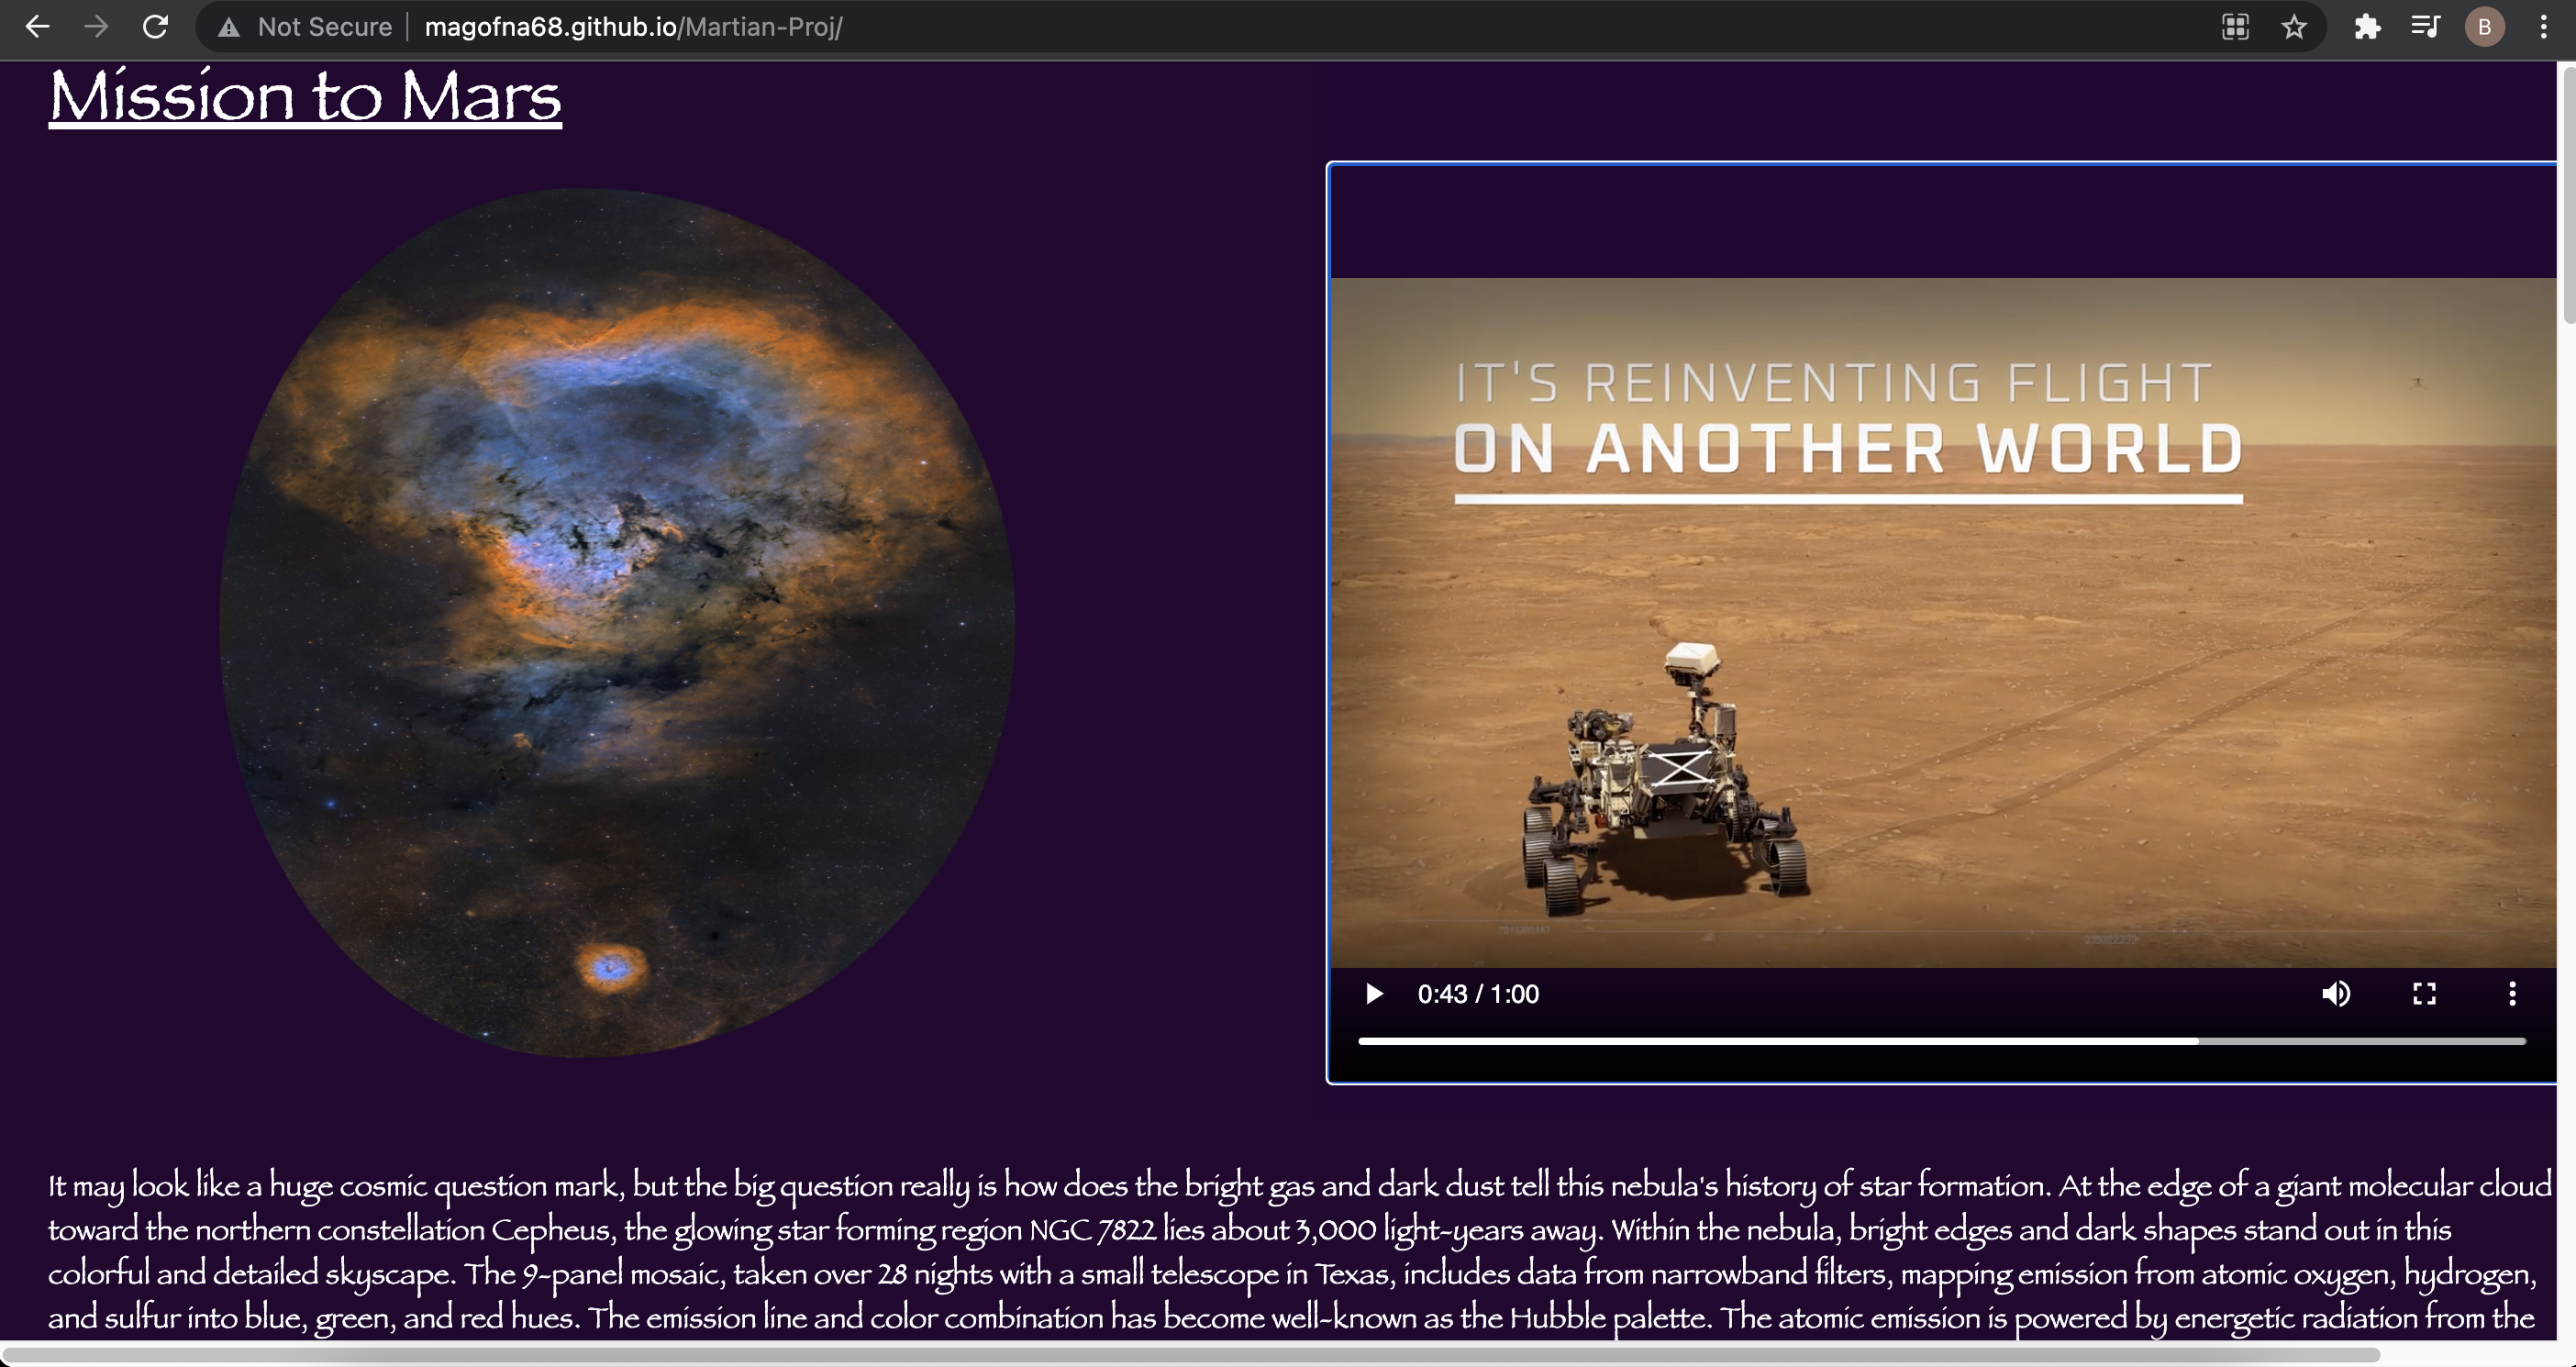 Not Secure
magofna68.github.io/Martian-Proj/
B
Mission to Mars
IT'S REINVENTING FLIGHT
ON ANOTHER WORLD
0:43 / 1:00
It may look like a huge cosmic question mark, but the big question really is how does the bright gas and dark dust tell this nebula's history of star formation. At the edge of a giant molecular cloud
toward the northern constellation Cepheus, the glowing star forming region NGC 7822 lies about 3,000 light-years away. Within the nebula, bright edges and dark shapes stand out in this
colorful and detailed skyscape. The 9-panel mosaic, taken over 28 nights with a small telescope in Texas, includes data from narrowband filters, mapping emission from atomic oxygen, hydrogen,
and sulfur into blue, green, and red hues. The emission line and color combination has become well-known as the Hubble palette. The atomic emission is powered by energetic radiation from the